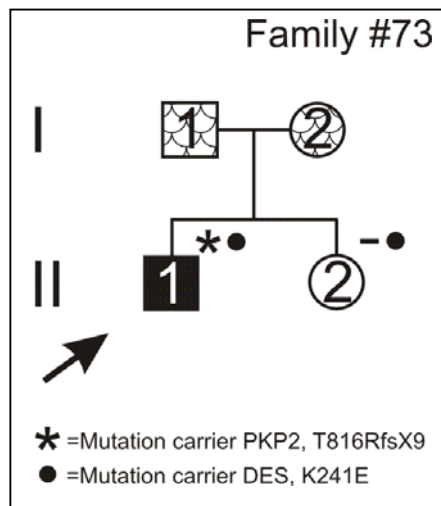 Family #73
I 1 2
* ● - ●
II 1 2
* =Mutation carrier PKP2, T816RfsX9
● =Mutation carrier DES, K241E